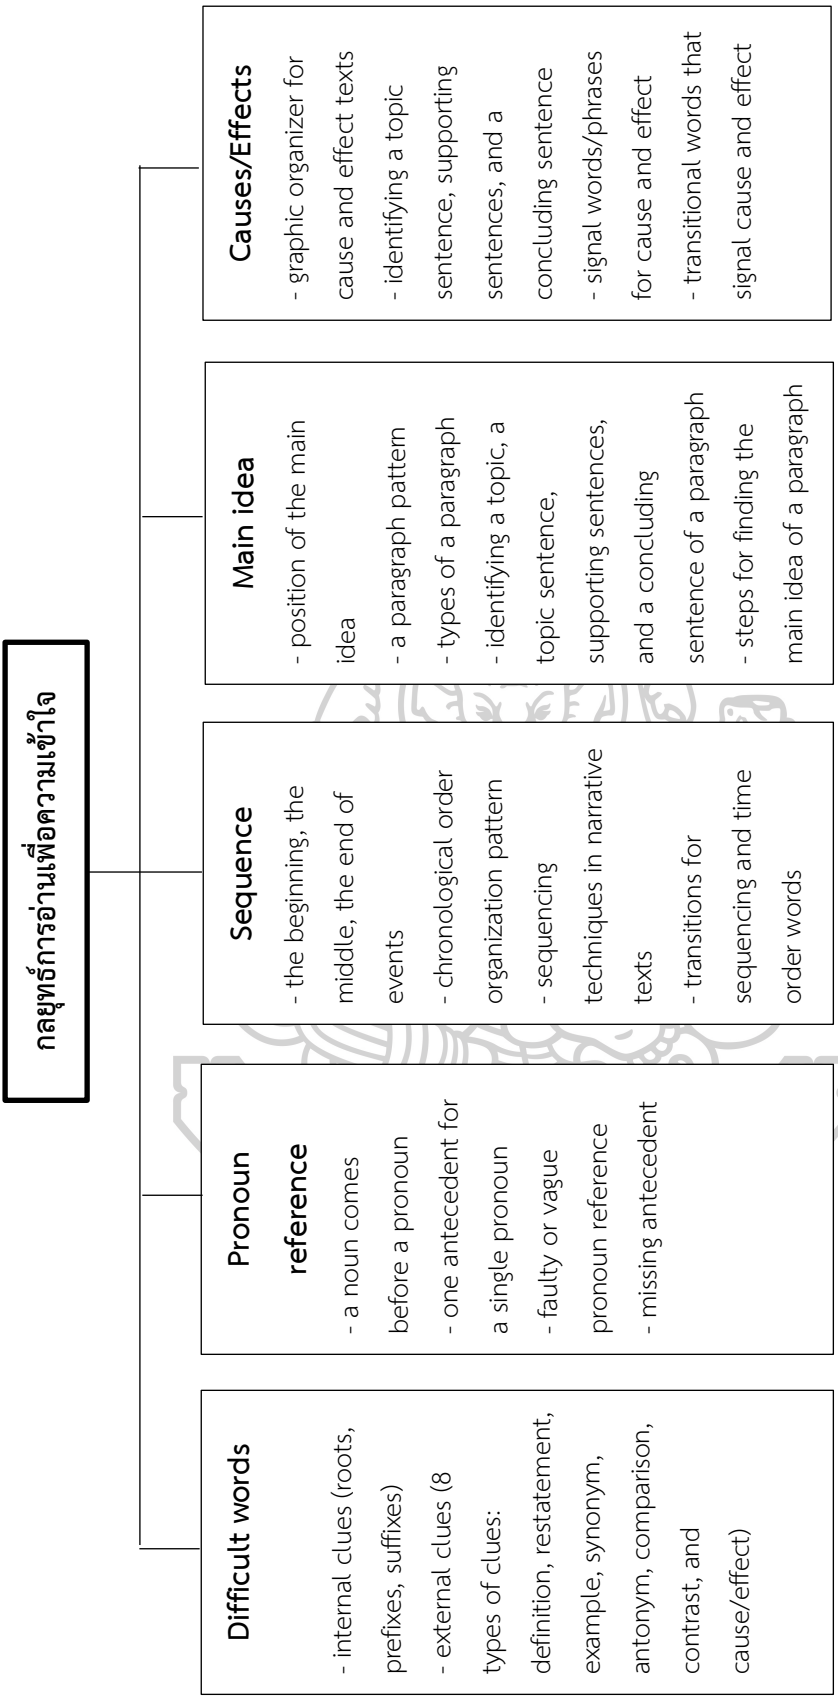 กลยุทธ์การอ่านเพื่อความเข้าใจ
Difficult words
- internal clues (roots,
prefixes, suffixes)
- external clues (8
types of clues:
definition, restatement,
example, synonym,
antonym, comparison,
contrast, and
cause/effect)
Pronoun
reference
- a noun comes
before a pronoun
- one antecedent for
a single pronoun
- faulty or vague
pronoun reference
- missing antecedent
Sequence
- the beginning, the
middle, the end of
events
- chronological order
organization pattern
- sequencing
techniques in narrative
texts
- transitions for
sequencing and time
order words
Main idea
- position of the main
idea
- a paragraph pattern
- types of a paragraph
- identifying a topic, a
topic sentence,
supporting sentences,
and a concluding
sentence of a paragraph
- steps for finding the
main idea of a paragraph
Causes/Effects
- graphic organizer for
cause and effect texts
- identifying a topic
sentence, supporting
sentences, and a
concluding sentence
- signal words/phrases
for cause and effect
- transitional words that
signal cause and effect